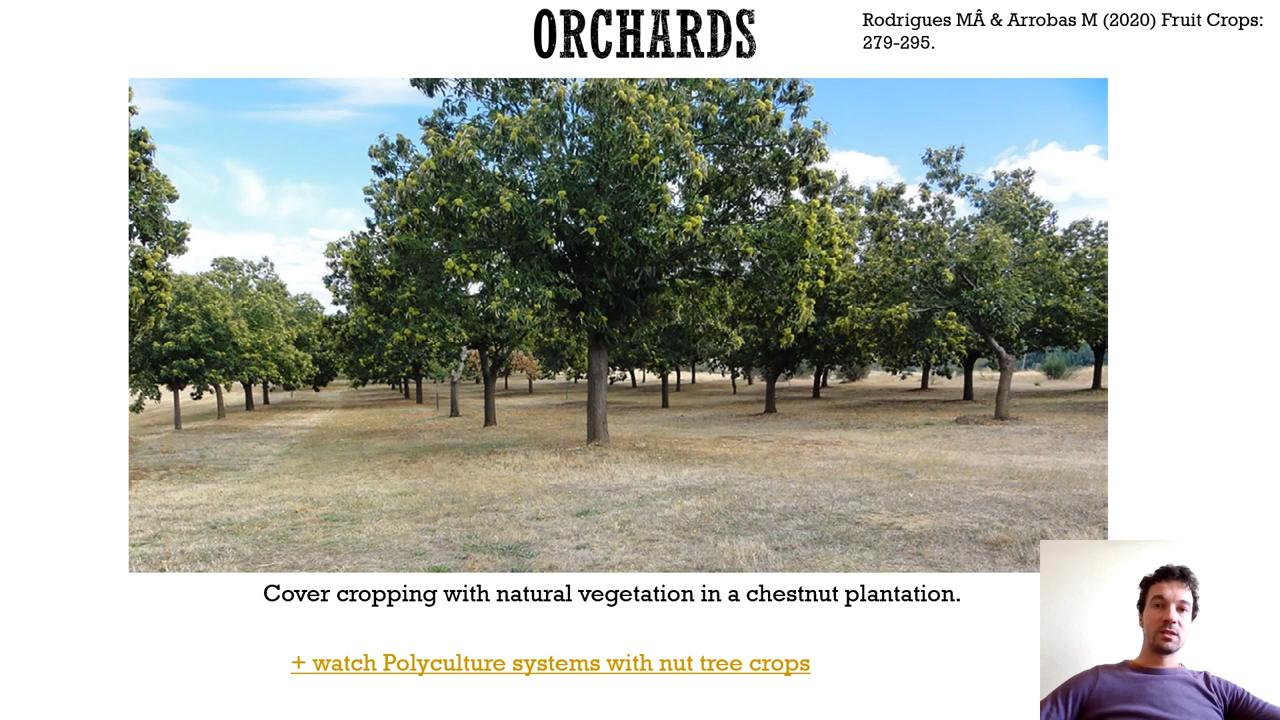 ORCHARDS
Rodrigues MÂ & Arrobas M (2020) Fruit Crops:
279-295.
Cover cropping with natural vegetation in a chestnut plantation.
+ watch Polyculture systems with nut tree crops